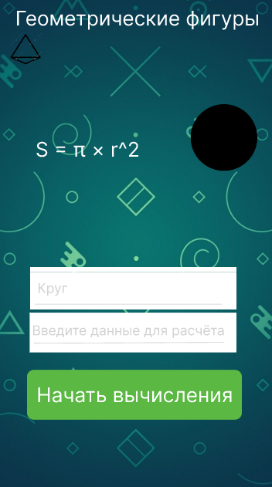 Геометрические фигуры
S = π × r^2
Круг
Введите данные для расчёта
Начать вычисления